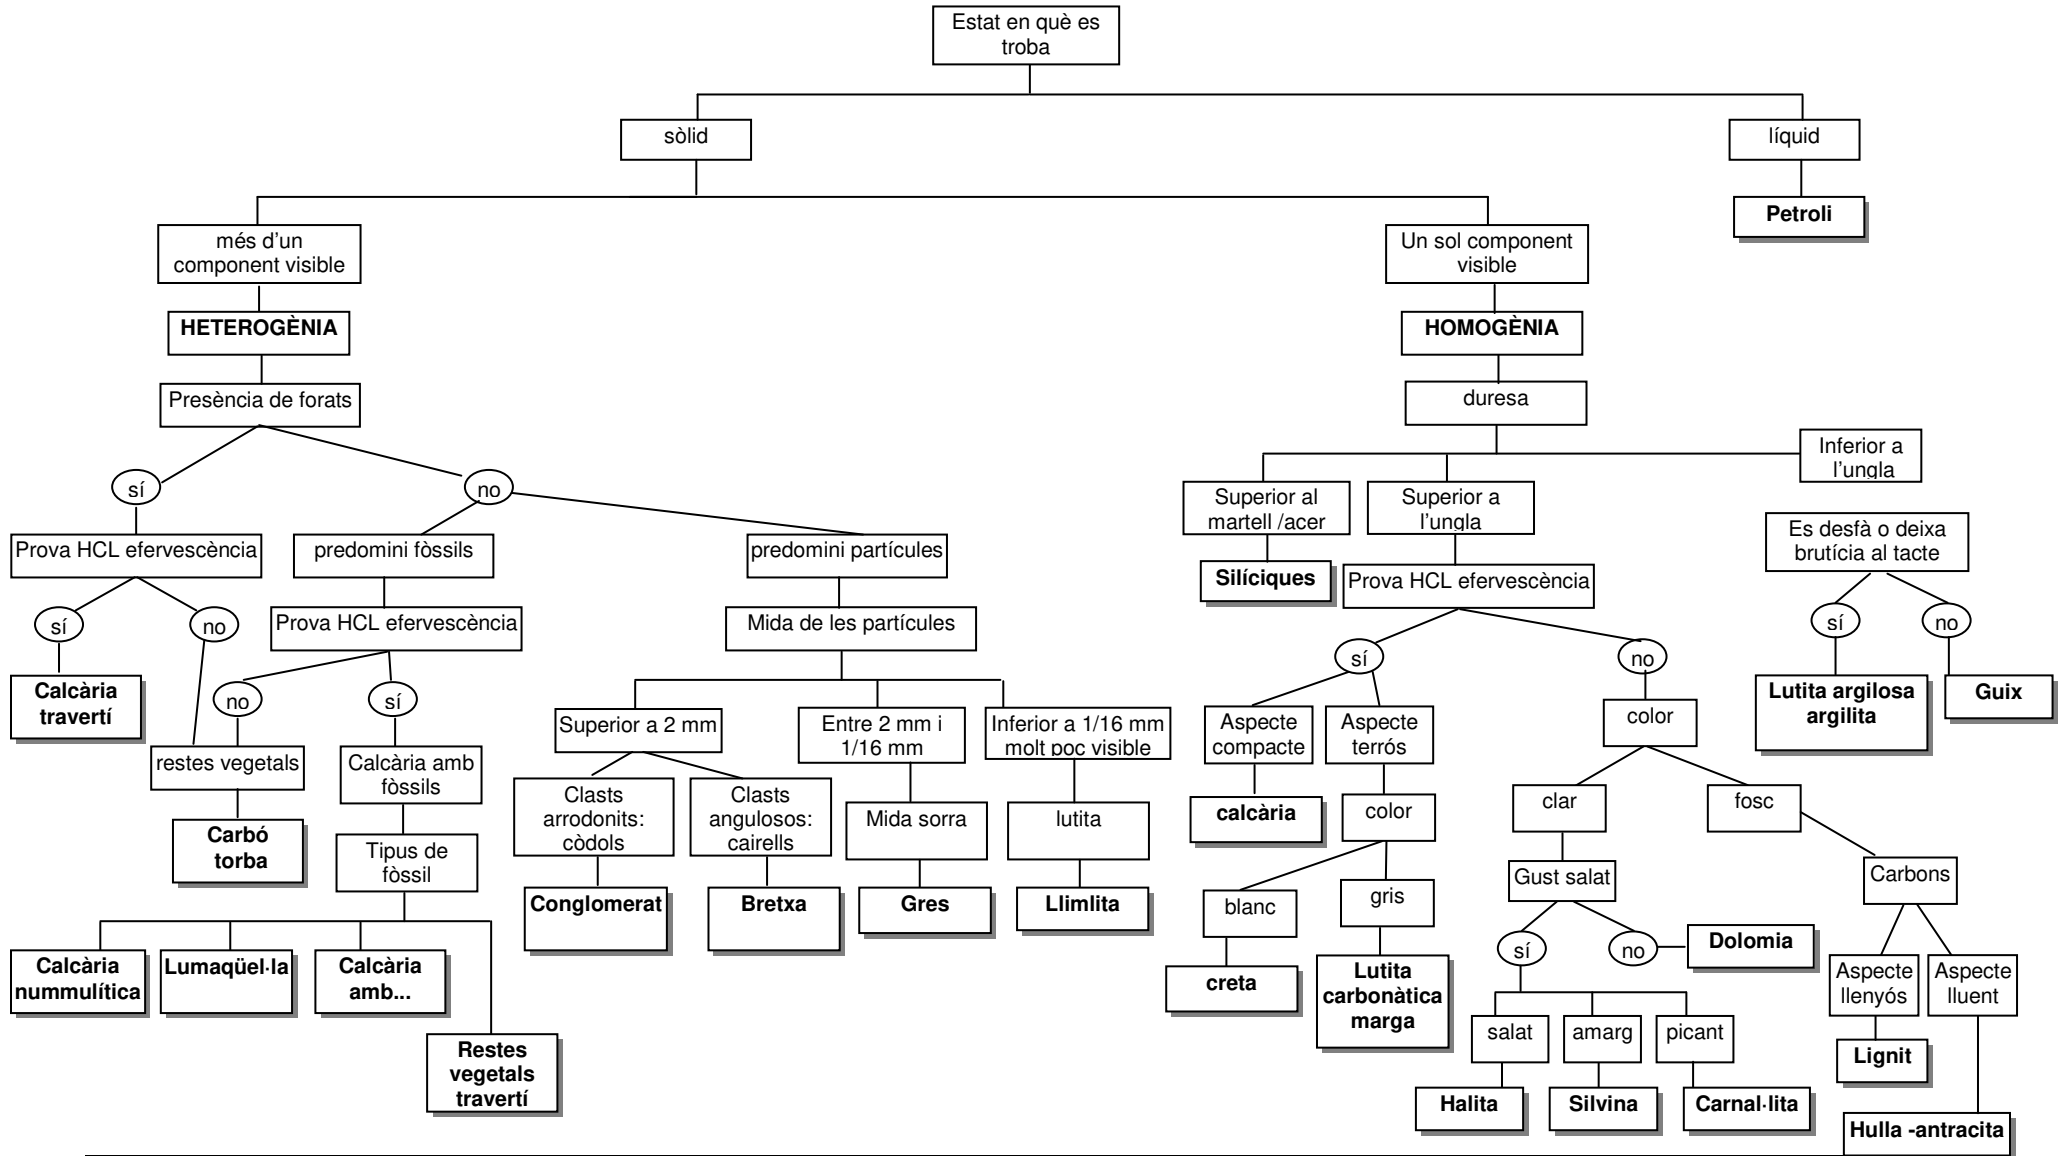 Estat en què es
troba
sòlid
líquid
Petroli
més d'un
component visible
Un sol component
visible
HETEROGÈNIA
HOMOGÈNIA
Presència de forats
duresa
sí
no
Superior al
martell /acer
Superior a
l'ungla
Inferior a
l'ungla
Prova HCL efervescència
predomini fòssils
predomini partícules
Silíciques
Prova HCL efervescència
Es desfà o deixa
brutícia al tacte
sí
no
Prova HCL efervescència
Mida de les partícules
sí
no
sí
no
Calcària
travertí
no
sí
Lutita argilosa
argilita
Guix
restes vegetals
Calcària amb
fòssils
Superior a 2 mm
Entre 2 mm i
1/16 mm
Inferior a 1/16 mm
molt poc visible
Aspecte
compacte
Aspecte
terrós
color
Carbó
torba
Tipus de
fòssil
Clasts
arrodonits:
còdols
Clasts
angulosos:
cairells
Mida sorra
lutita
calcària
color
clar
fosc
Conglomerat
Bretxa
Gres
Llimlita
blanc
gris
Gust salat
Carbons
Calcària
nummulítica
Lumaqüel·la
Calcària
amb...
Restes
vegetals
travertí
creta
Lutita
carbonàtica
marga
sí
no
Dolomia
Aspecte
llenyós
Aspecte
lluent
salat
amarg
picant
Lignit
Halita
Silvina
Carnal·lita
Hulla -antracita